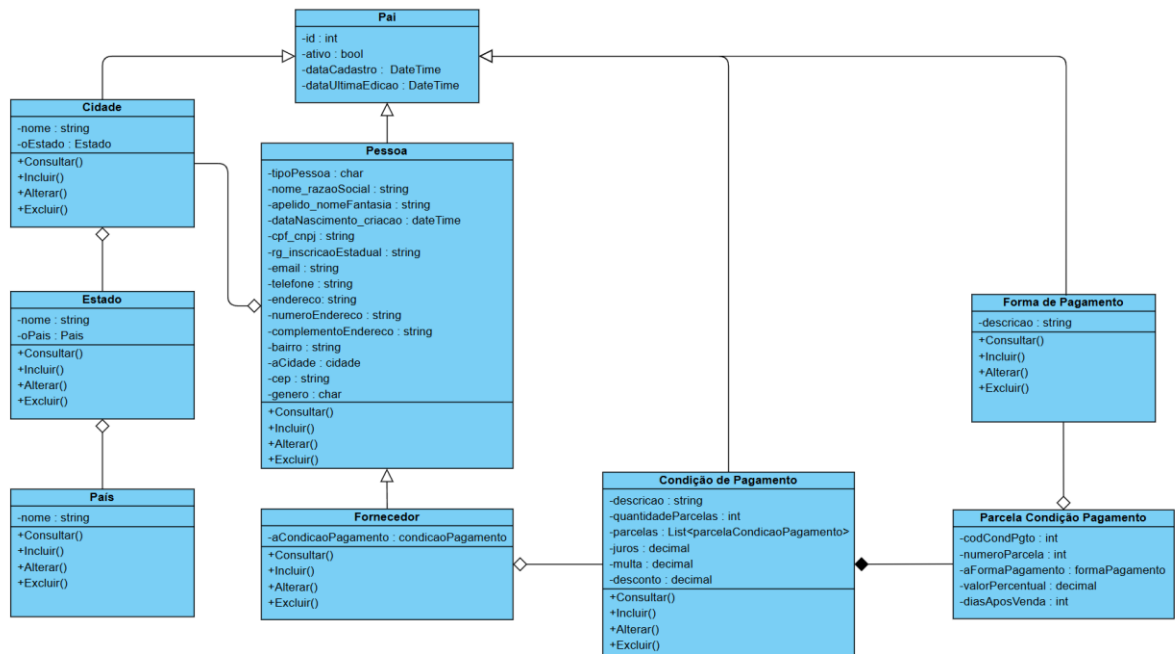 Pai
-id : int
-ativo : bool
-dataCadastro : DateTime
-dataUltimaEdicao : DateTime
Cidade
-nome : string
-oEstado : Estado
+Consultar()
+Incluir()
+Alterar()
+Excluir()
Pessoa
-tipoPessoa : char
-nome_razaoSocial : string
-apelido_nomeFantasia : string
-dataNascimento_criacao : dateTime
-cpf_cnpj : string
-rg_inscricaoEstadual : string
-email : string
-telefone : string
-endereco: string
-numeroEndereco : string
-complementoEndereco : string
-bairro : string
-aCidade : cidade
-cep : string
-genero : char
+Consultar()
+Incluir()
+Alterar()
+Excluir()
Estado
-nome : string
-oPais : Pais
+Consultar()
+Incluir()
+Alterar()
+Excluir()
Forma de Pagamento
-descricao : string
+Consultar()
+Incluir()
+Alterar()
+Excluir()
País
-nome : string
+Consultar()
+Incluir()
+Alterar()
+Excluir()
Fornecedor
-aCondicaoPagamento : condicaoPagamento
+Consultar()
+Incluir()
+Alterar()
+Excluir()
Condição de Pagamento
-descricao : string
-quantidadeParcelas : int
-parcelas : List<parcelaCondicaoPagamento>
-juros : decimal
-multa : decimal
-desconto : decimal
+Consultar()
+Incluir()
+Alterar()
+Excluir()
Parcela Condição Pagamento
-codCondPgto : int
-numeroParcela : int
-aFormaPagamento : formaPagamento
-valorPercentual : decimal
-diasAposVenda : int